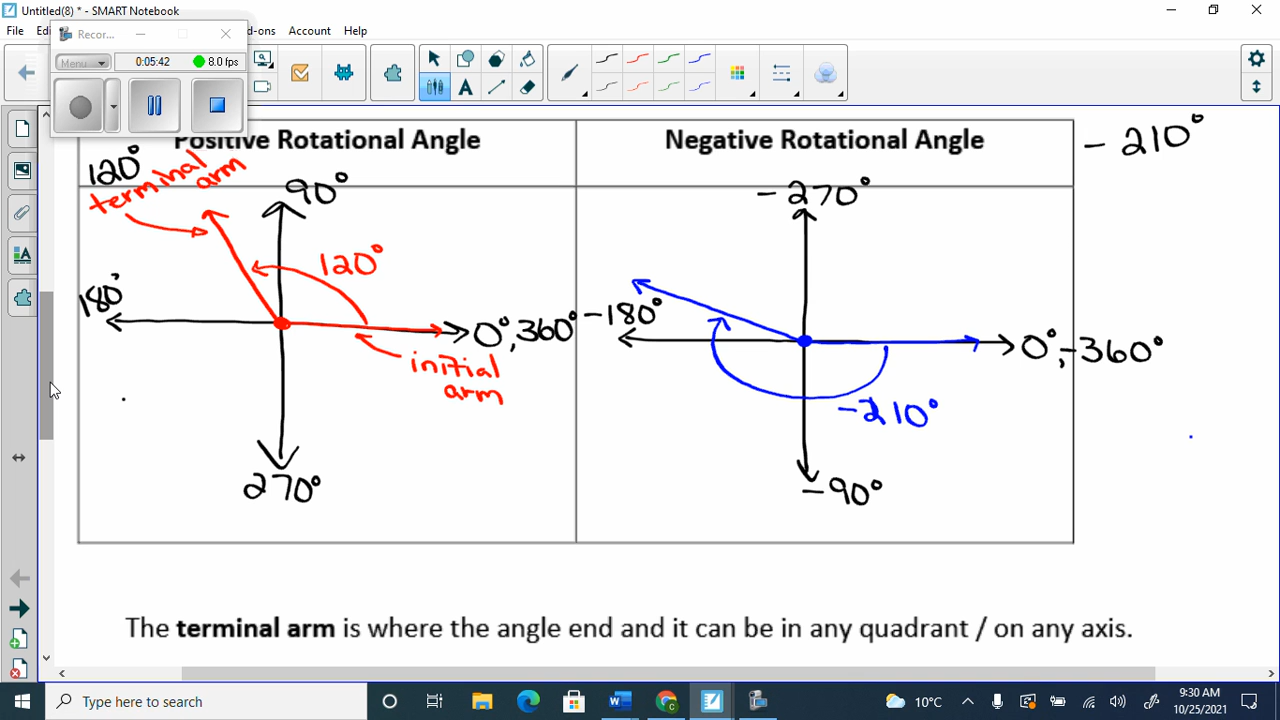 Untitled(8) * - SMART Notebook
File Edi d-ons Account Help
Recor...
Menu 0:05:42 8.0 fps
Positive Rotational Angle
Negative Rotational Angle
- 210°
120°
terminal arm
90°
120°
180°
0°, 360°
initial arm
270°
-270°
-180°
0°, -360°
-210°
-90°
The terminal arm is where the angle end and it can be in any quadrant / on any axis.
Type here to search
10°C
9:30 AM
10/25/2021